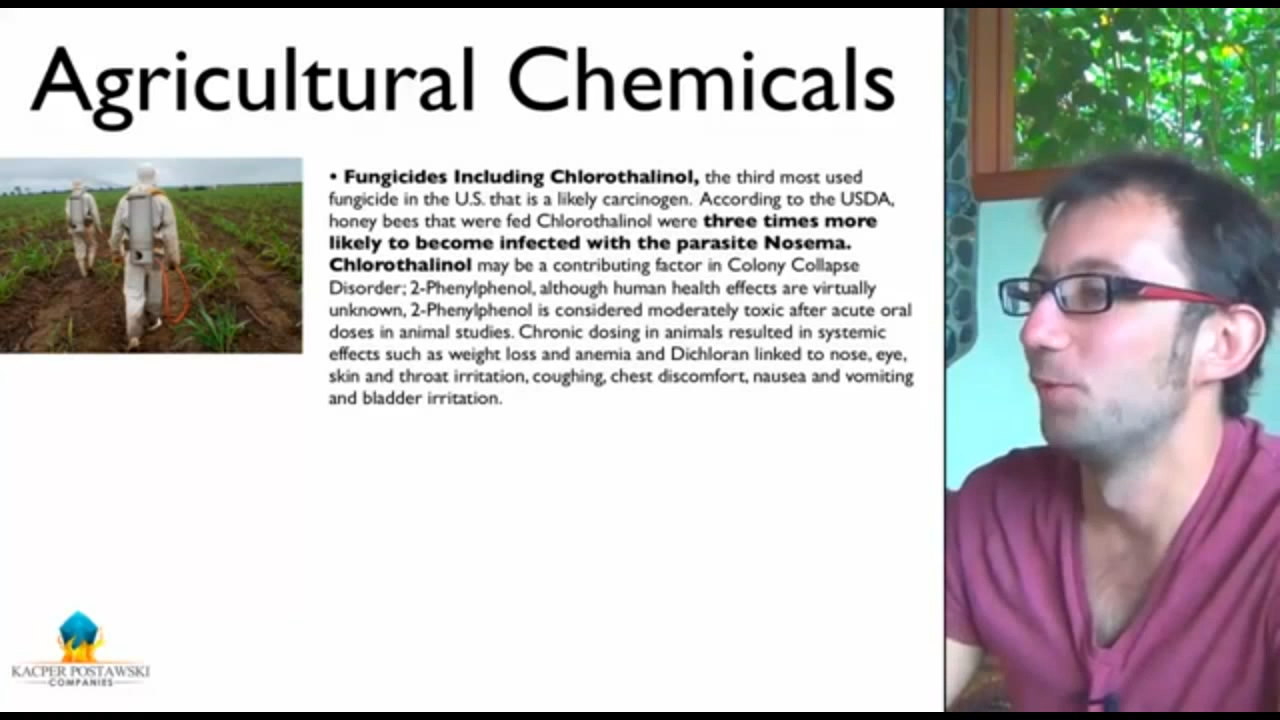 Agricultural Chemicals
• Fungicides Including Chlorothalinol, the third most used
fungicide in the U.S. that is a likely carcinogen. According to the USDA,
honey bees that were fed Chlorothalinol were three times more
likely to become infected with the parasite Nosema.
Chlorothalinol may be a contributing factor in Colony Collapse
Disorder; 2-Phenylphenol, although human health effects are virtually
unknown, 2-Phenylphenol is considered moderately toxic after acute oral
doses in animal studies. Chronic dosing in animals resulted in systemic
effects such as weight loss and anemia and Dichloran linked to nose, eye,
skin and throat irritation, coughing, chest discomfort, nausea and vomiting
and bladder irritation.
KACPER POSTAWSKI
COMPANIES